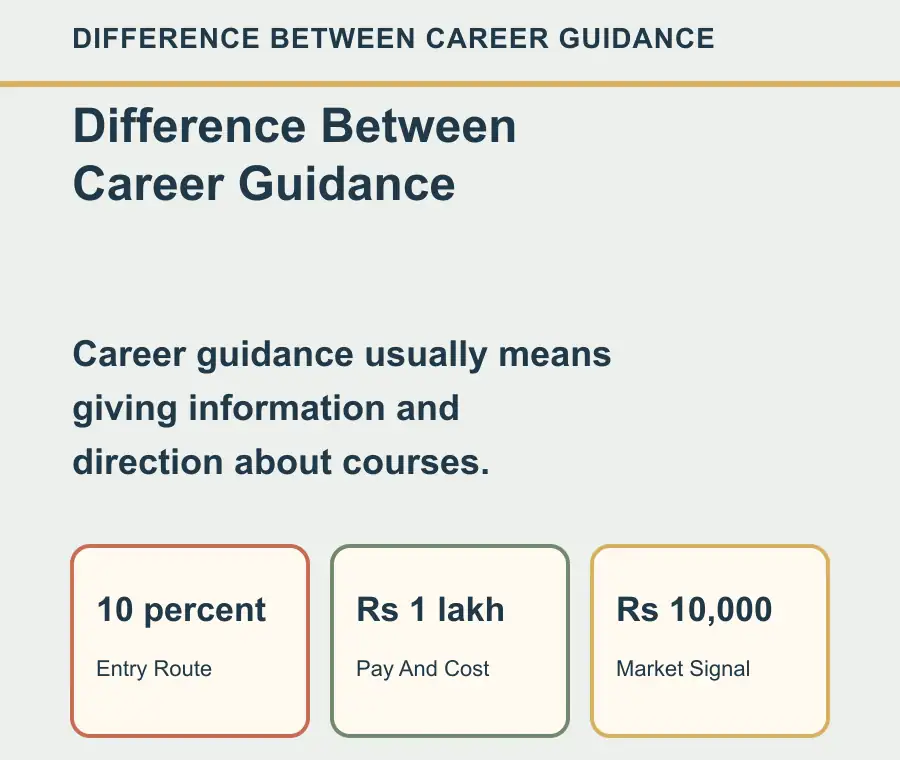 DIFFERENCE BETWEEN CAREER GUIDANCE
Difference Between
Career Guidance
Career guidance usually means
giving information and
direction about courses.
10 percent
Entry Route
Rs 1 lakh
Pay And Cost
Rs 10,000
Market Signal